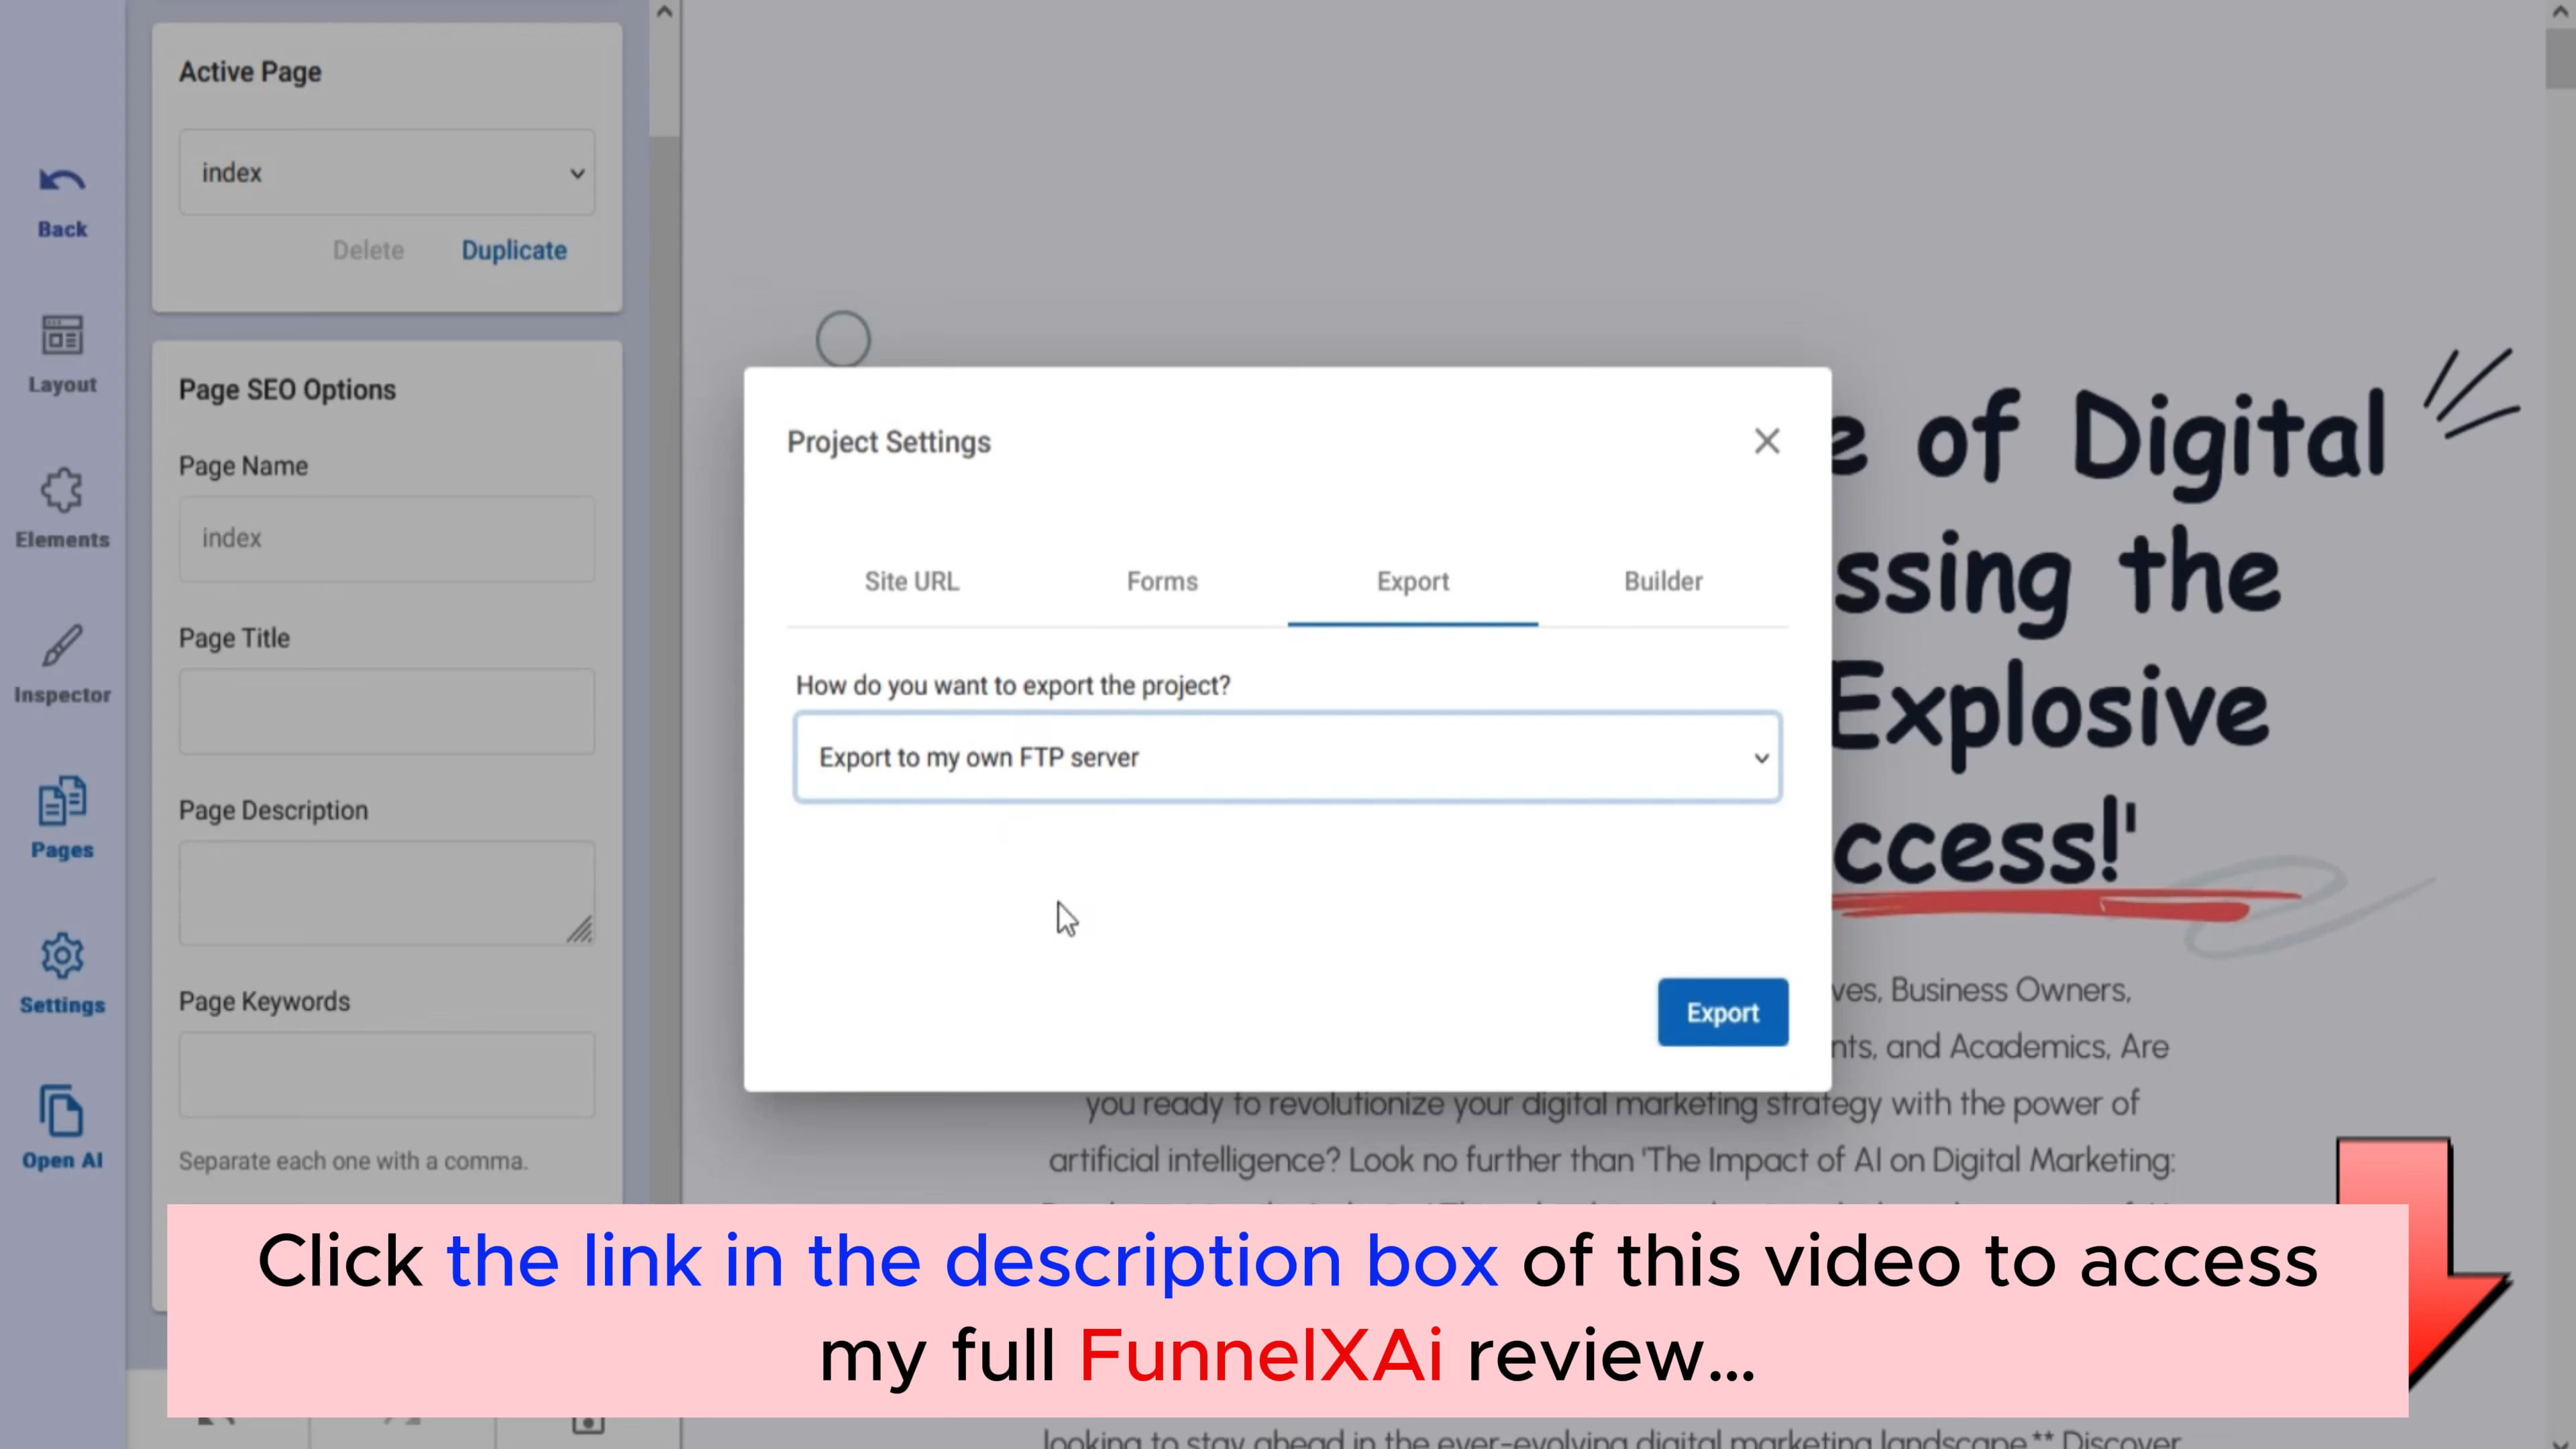 Active Page
index
Delete Duplicate
Back
Layout
Elements
Inspector
Pages
Settings
Open AI
Page SEO Options
Page Name
index
Page Title
Page Description
Page Keywords
Separate each one with a comma.
Project Settings
Site URL Forms Export Builder
How do you want to export the project?
Export to my own FTP server
Export
of Digital
ssing the
Explosive
ccess!'
ves, Business Owners,
nts, and Academics, Are
you ready to revolutionize your digital marketing strategy with the power of
artificial intelligence? Look no further than 'The Impact of AI on Digital Marketing:
Click the link in the description box of this video to access
my full FunnelXAi review...
looking to stay ahead in the ever-evolving digital marketing landscape.** Discover